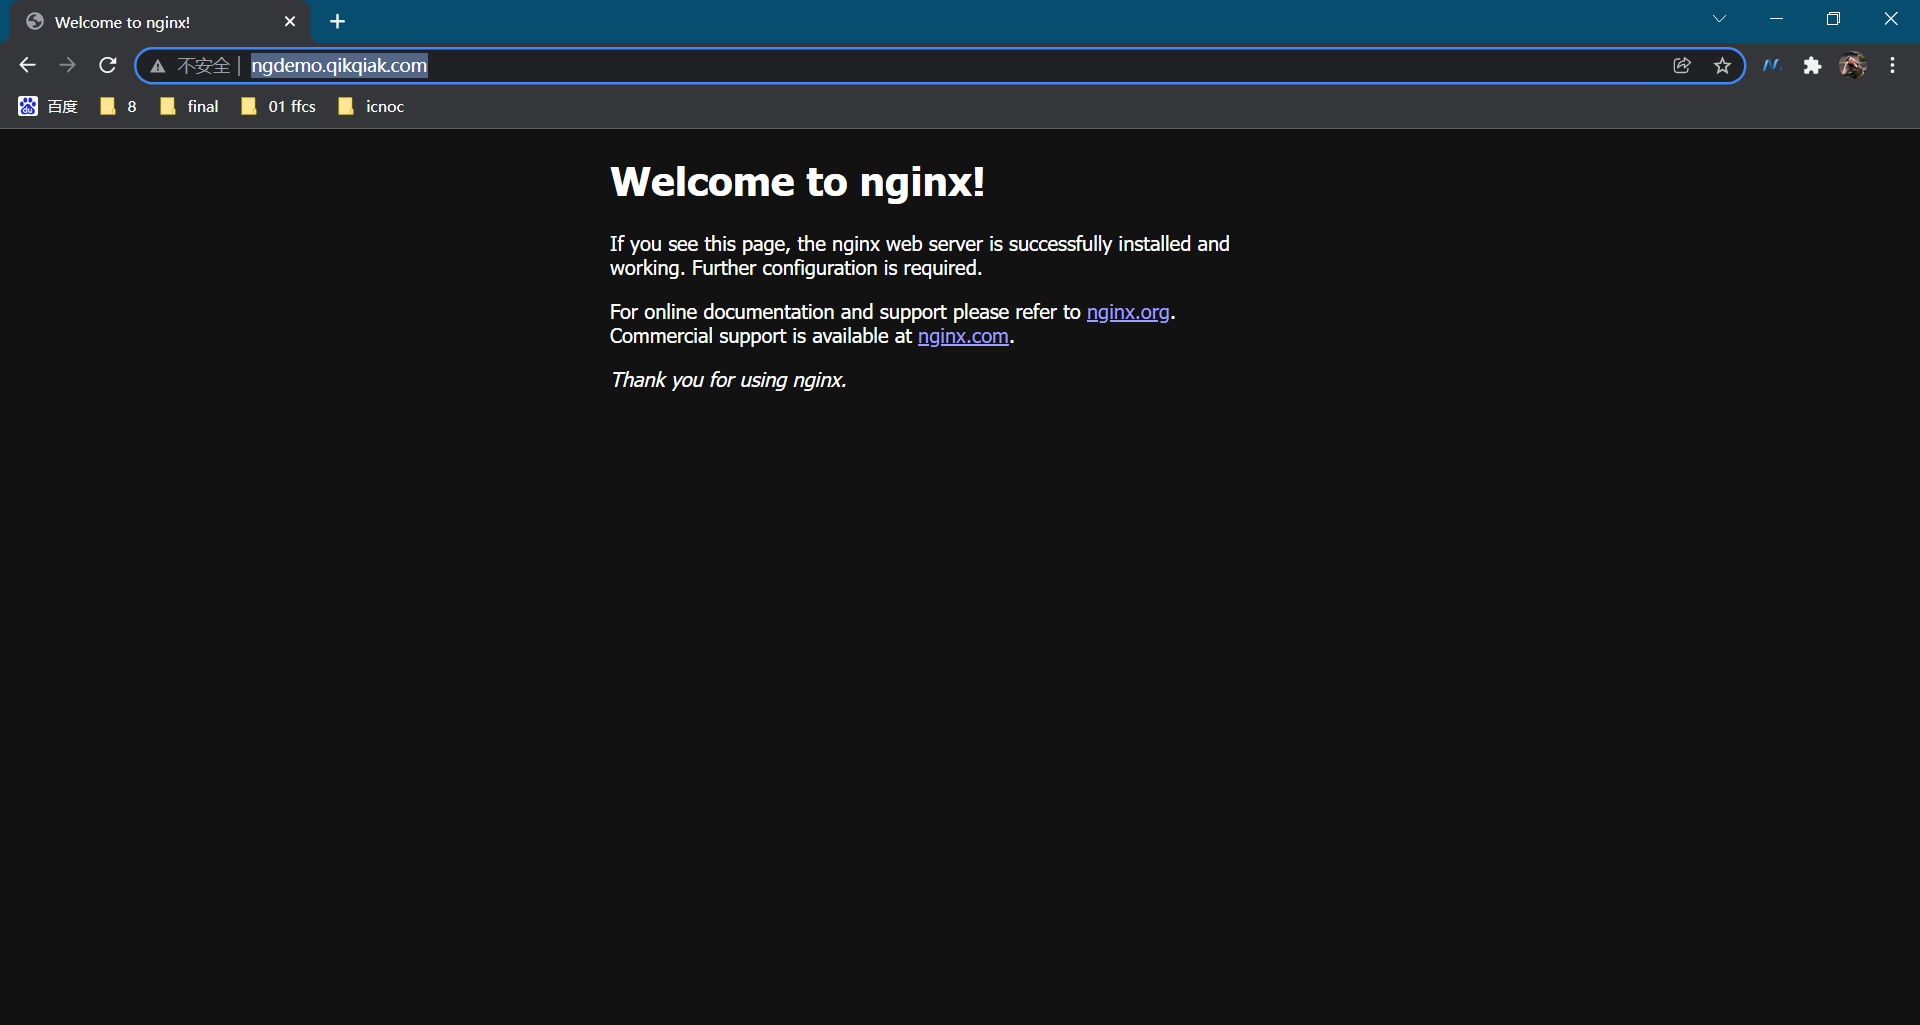 Welcome to nginx!
不安全 | ngdemo.qikqiak.com
百度 8 final 01 ffcs icnoc
Welcome to nginx!
If you see this page, the nginx web server is successfully installed and
working. Further configuration is required.
For online documentation and support please refer to nginx.org.
Commercial support is available at nginx.com.
Thank you for using nginx.